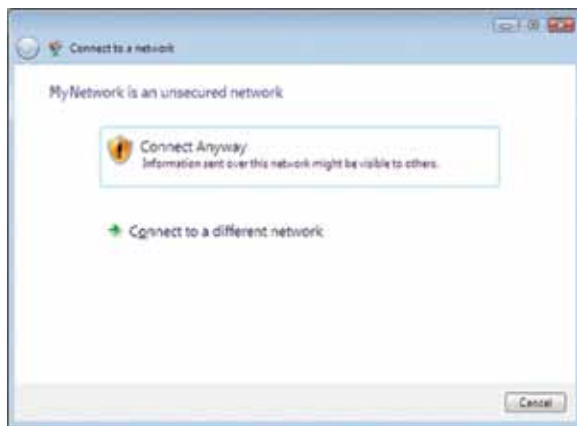 Connect to a network
MyNetwork is an unsecured network
Connect Anyway
Information sent over this network might be visible to others.
Connect to a different network
Cancel